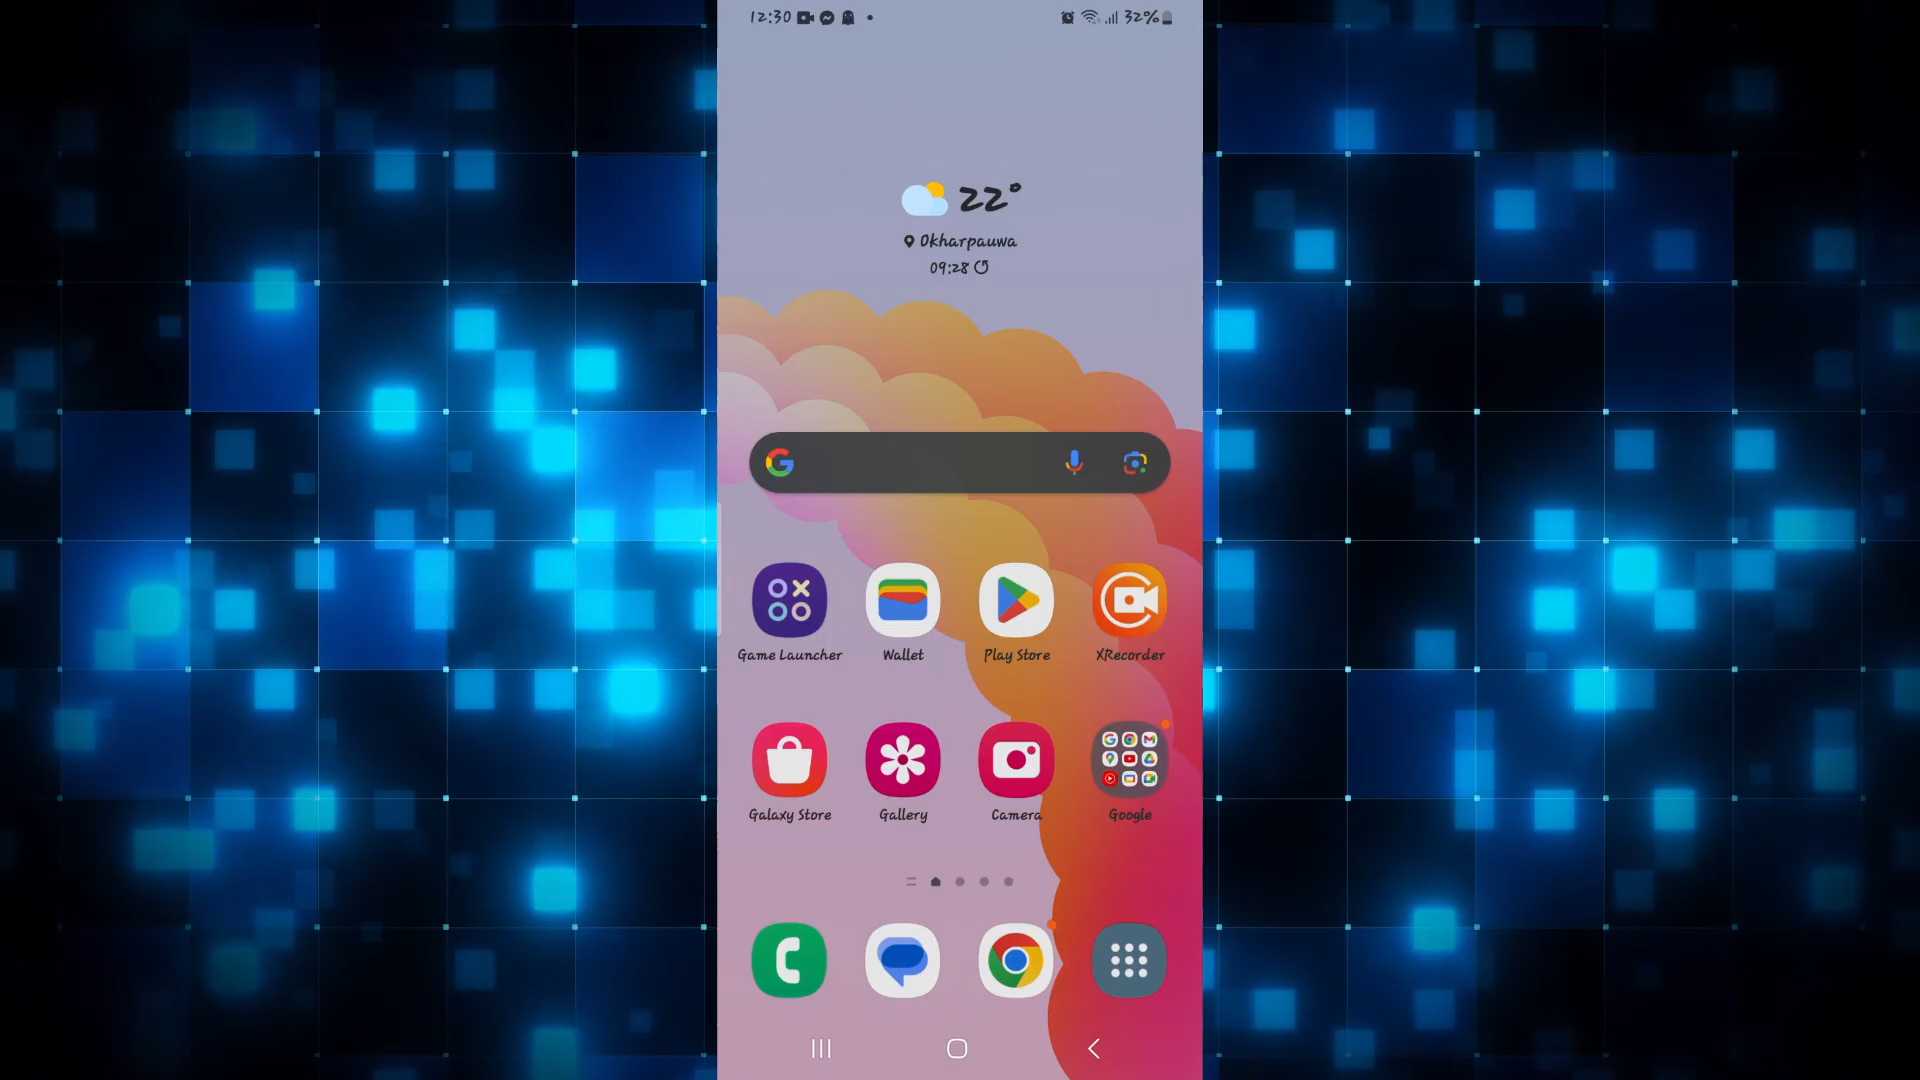 12:30
32%
22°
Okharpauwa
09:28
Game Launcher Wallet Play Store XRecorder
Galaxy Store Gallery Camera Google